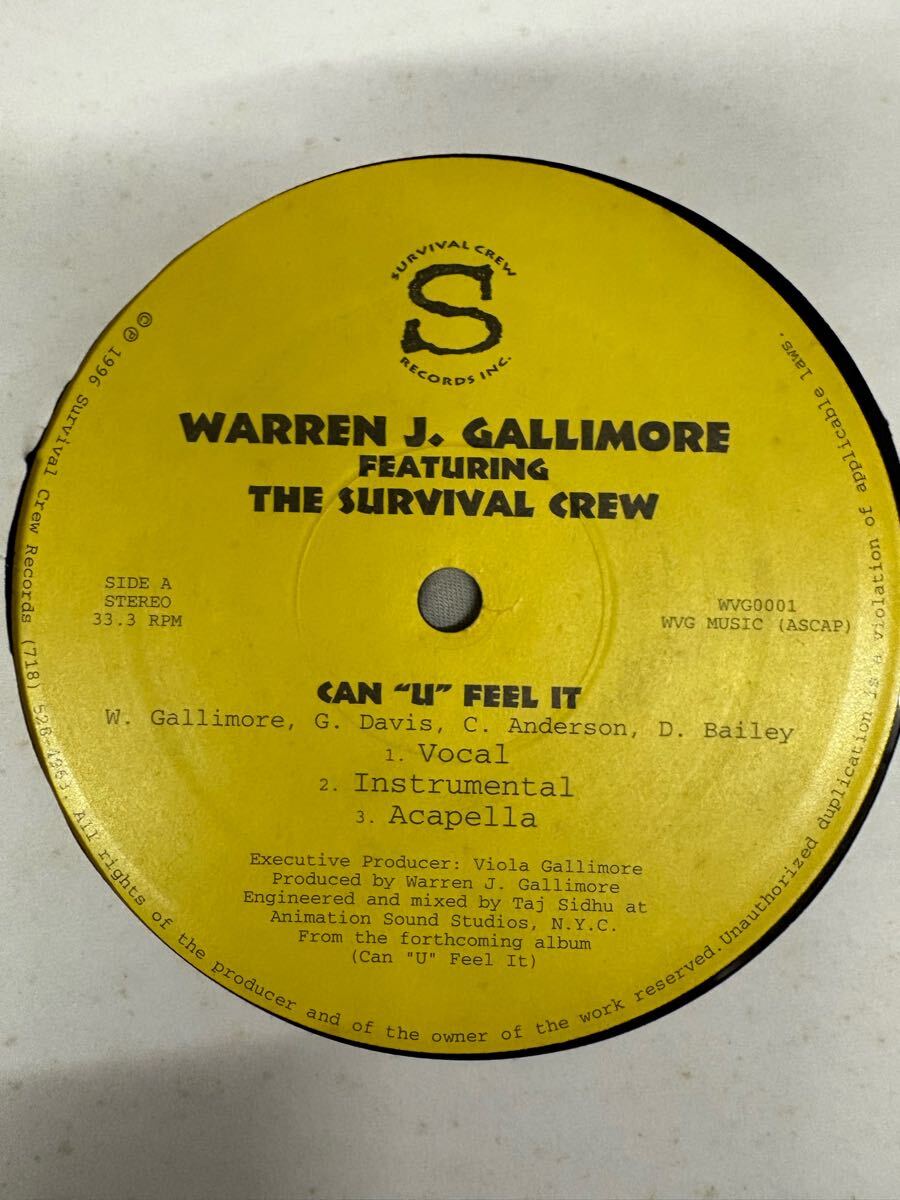 SURVIVAL CREW
S
RECORDS INC.
WARREN J. GALLIMORE
FEATURING
THE SURVIVAL CREW
SIDE A
STEREO
33.3 RPM
WVG0001
WVG MUSIC (ASCAP)
CAN "U" FEEL IT
W. Gallimore, G. Davis, C. Anderson, D. Bailey
1. Vocal
2. Instrumental
3. Acapella
Executive Producer: Viola Gallimore
Produced by Warren J. Gallimore
Engineered and mixed by Taj Sidhu at
Animation Sound Studios, N.Y.C.
From the forthcoming album
(Can "U" Feel It)
©℗ 1996 Survival Crew Records (718) All rights of the producer and of the owner of the work reserved. Unauthorized duplication is a violation of applicable laws.